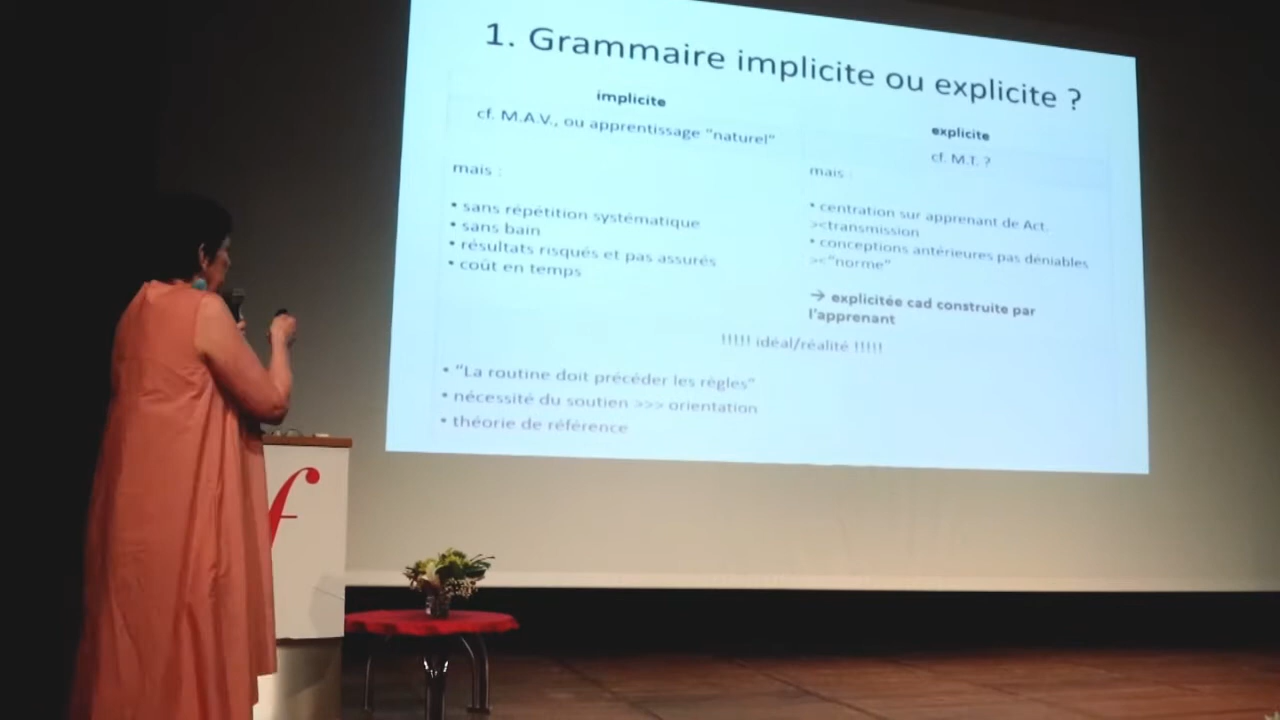 1. Grammaire implicite ou explicite ?
implicite
cf. M.A.V., ou apprentissage "naturel"
mais :
• sans répétition systématique
• sans bain
• résultats risqués et pas assurés
• coût en temps
explicite
cf. M.T. ?
mais :
• centration sur apprenant de Act.
><transmission
• conceptions antérieures pas déniables
><"norme"
→ explicitée cad construite par
l'apprenant
!!!!! idéal/réalité !!!!!
• "La routine doit précéder les règles"
• nécessité du soutien >>> orientation
• théorie de référence
f